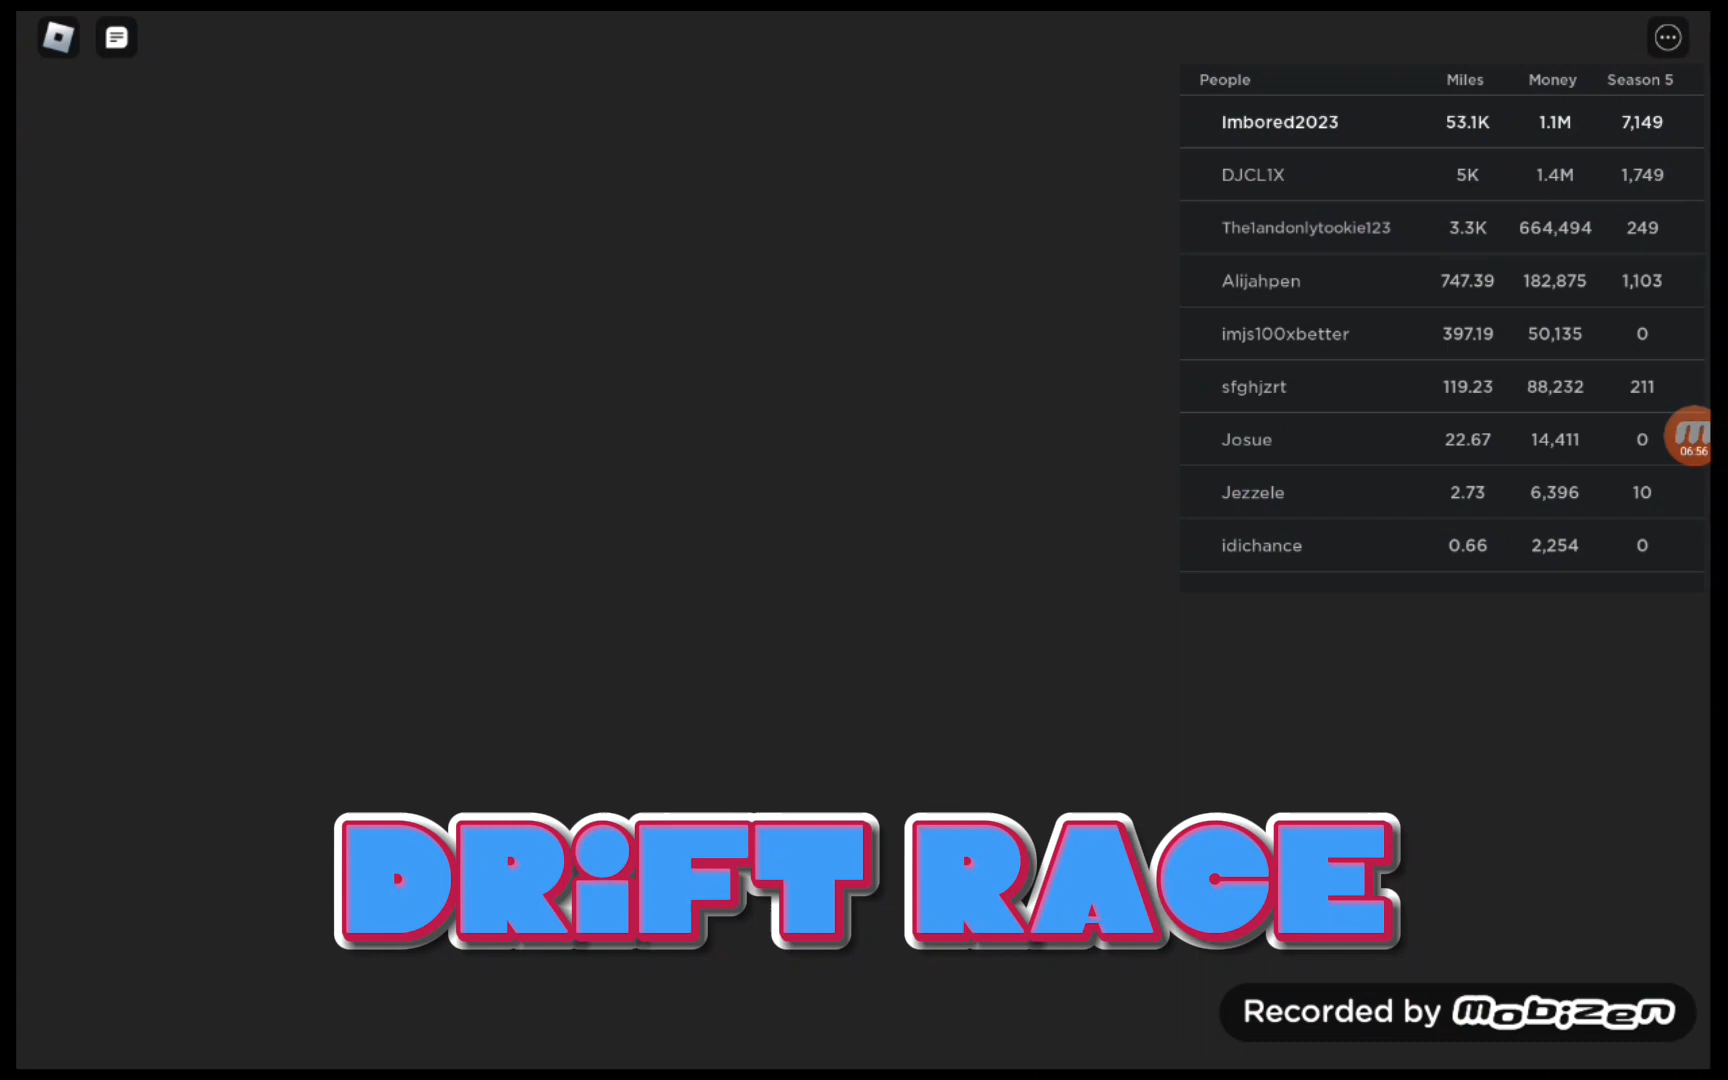 People Miles Money Season 5
Imbored2023 53.1K 1.1M 7,149
DJCL1X 5K 1.4M 1,749
The1andonlytookie123 3.3K 664,494 249
Alijahpen 747.39 182,875 1,103
imjs100xbetter 397.19 50,135 0
sfghjzrt 119.23 88,232 211
Josue 22.67 14,411 0
06:56
Jezzele 2.73 6,396 10
idichance 0.66 2,254 0
DRiFT RACE
Recorded by mobizen